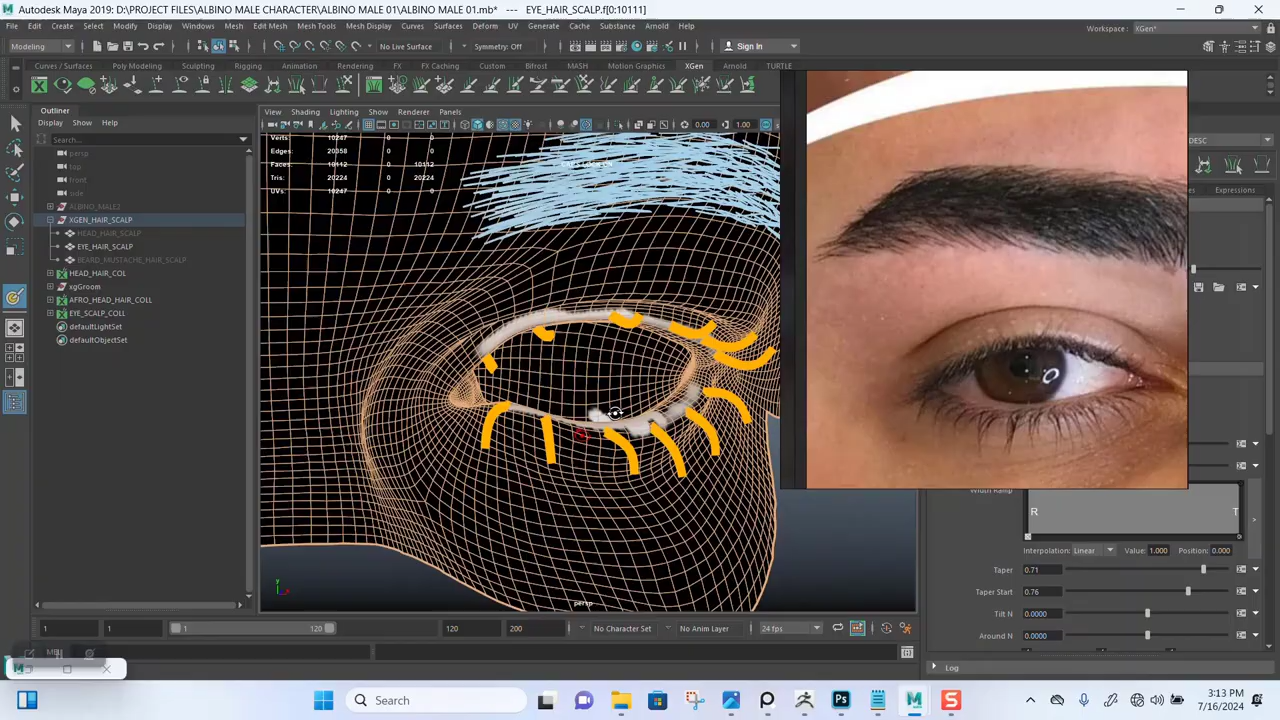 Autodesk Maya 2019: D:\PROJECT FILES\ALBINO MALE CHARACTER\ALBINO MALE 01\ALBINO MALE 01.mb* --- EYE_HAIR_SCALP.f[0:10111]
File Edit Create Select Modify Display Windows Mesh Edit Mesh Mesh Tools Mesh Display Curves Surfaces Deform UV Generate Cache Substance Arnold Help
Workspace: XGen*
Modeling No Live Surface Symmetry: Off Sign In
Curves / Surfaces Poly Modeling Sculpting Rigging Animation Rendering FX FX Caching Custom Bifrost MASH Motion Graphics XGen Arnold TURTLE
Outliner
Display Show Help
Search...
persp
top
front
side
ALBINO_MALE2
XGEN_HAIR_SCALP
HEAD_HAIR_SCALP
EYE_HAIR_SCALP
BEARD_MUSTACHE_HAIR_SCALP
HEAD_HAIR_COL
xgGroom
AFRO_HEAD_HAIR_COLL
EYE_SCALP_COLL
defaultLightSet
defaultObjectSet
View Shading Lighting Show Renderer Panels
0.00 1.00
Verts: 10247 0 0
Edges: 20358 0 0
Faces: 10112 10112 0
Tris: 20224 20224 0
UVs: 10247 0 0
persp
DESC
Expressions
Width Ramp
R T
Interpolation: Linear Value: 1.000 Position: 0.000
Taper 0.71
Taper Start 0.76
Tilt N 0.0000
Around N 0.0000
Log
1 1 1 120 120 200 No Character Set No Anim Layer 24 fps
Search
3:13 PM
7/16/2024